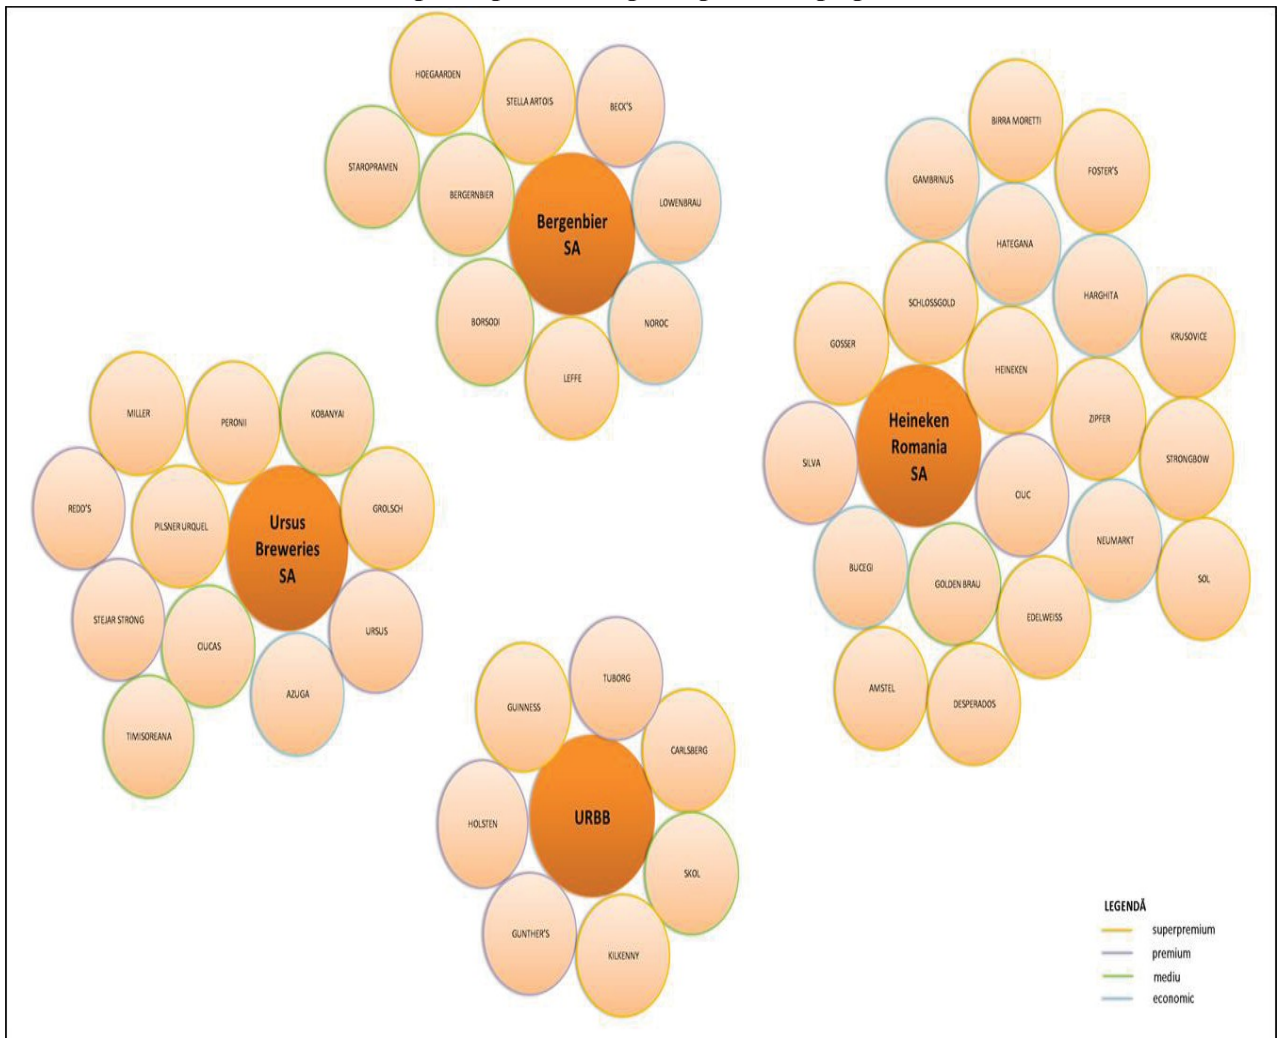 HOEGAARDEN
STELLA ARTOIS
BECK'S
STAROPRAMEN
BERGERNBIER
LOWENBRAU
Bergenbier
SA
BORSODI
NOROC
LEFFE
BIRRA MORETTI
FOSTER'S
GAMBRINUS
HATEGANA
HARGHITA
SCHLOSSGOLD
KRUSOVICE
GOSSER
HEINEKEN
ZIPFER
Heineken
Romania
SA
SILVA
STRONGBOW
CIUC
NEUMARKT
BUCEGI
GOLDEN BRAU
SOL
EDELWEISS
AMSTEL
DESPERADOS
MILLER
PERONII
KOBANYAI
REDD'S
PILSNER URQUEL
GROLSCH
Ursus
Breweries
SA
STEJAR STRONG
CIUCAS
URSUS
AZUGA
TIMISOREANA
TUBORG
GUINNESS
CARLSBERG
HOLSTEN
URBB
SKOL
GUNTHER'S
KILKENNY
LEGENDĂ
superpremium
premium
mediu
economic